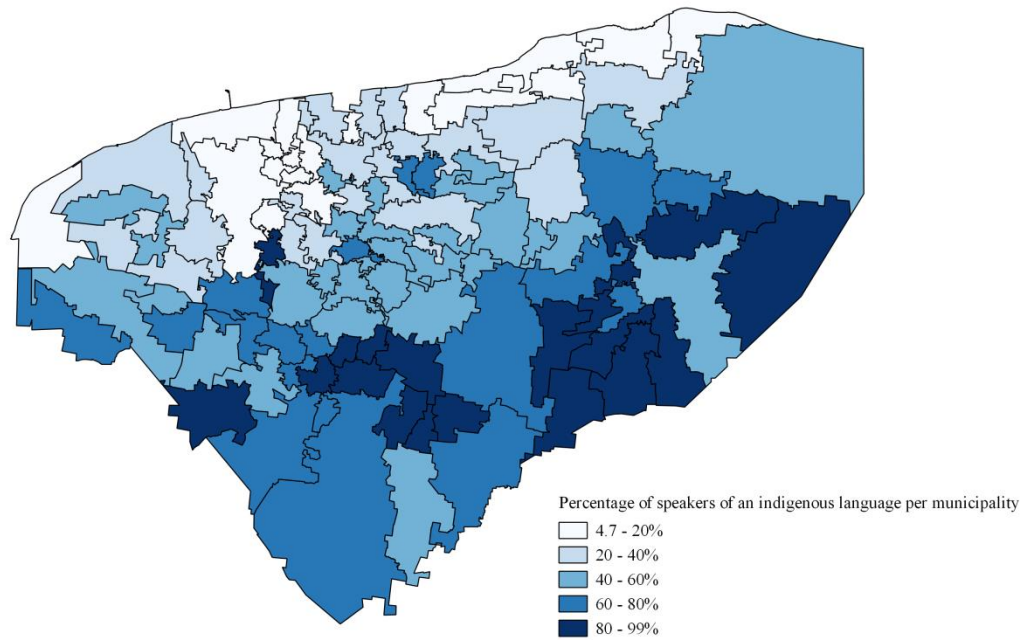 Percentage of speakers of an indigenous language per municipality
4.7 - 20%
20 - 40%
40 - 60%
60 - 80%
80 - 99%